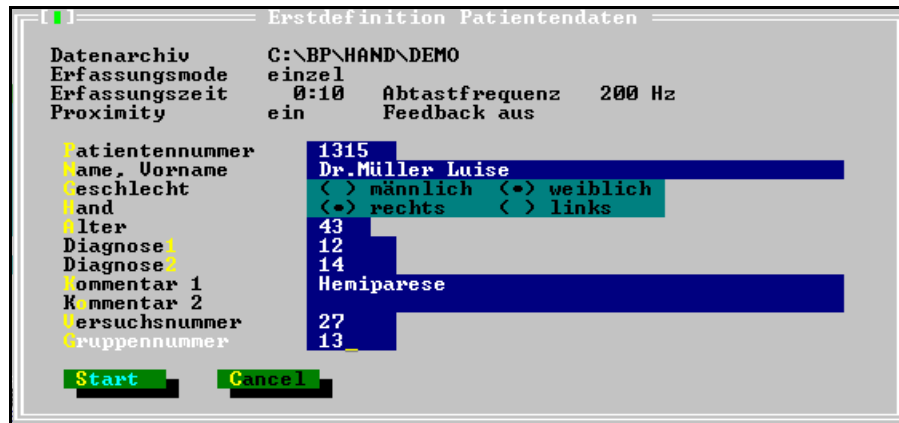 [ ] Erstdefinition Patientendaten
Datenarchiv C:\BP\HAND\DEMO
Erfassungsmode einzel
Erfassungszeit 0:10 Abtastfrequenz 200 Hz
Proximity ein Feedback aus
Patientennummer 1315
Name, Vorname Dr.Müller Luise
Geschlecht ( ) männlich (•) weiblich
Hand (•) rechts ( ) links
Alter 43
Diagnose1 12
Diagnose2 14
Kommentar 1 Hemiparese
Kommentar 2
Versuchsnummer 27
Gruppennummer 13_
Start Cancel